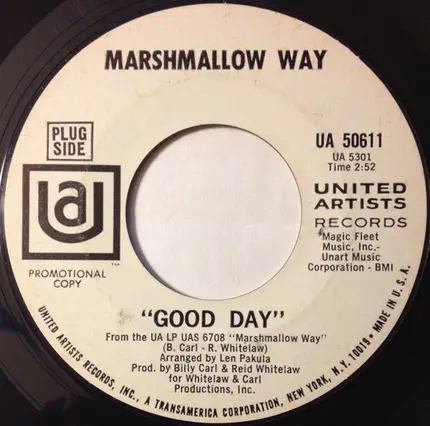 MARSHMALLOW WAY
PLUG
SIDE
UA
PROMOTIONAL
COPY
UA 50611
UA 5301
Time 2:52
UNITED
ARTISTS
RECORDS
Magic Fleet
Music, Inc.-
Unart Music
Corporation - BMI
"GOOD DAY"
From the UA LP UAS 6708 "Marshmallow Way"
(B. Carl - R. Whitelaw)
Arranged by Len Pakula
Prod. by Billy Carl & Reid Whitelaw
for Whitelaw & Carl
Productions, Inc.
UNITED ARTISTS RECORDS, INC., A TRANSAMERICA CORPORATION, NEW YORK, N.Y. 10019 • MADE IN U.S.A.